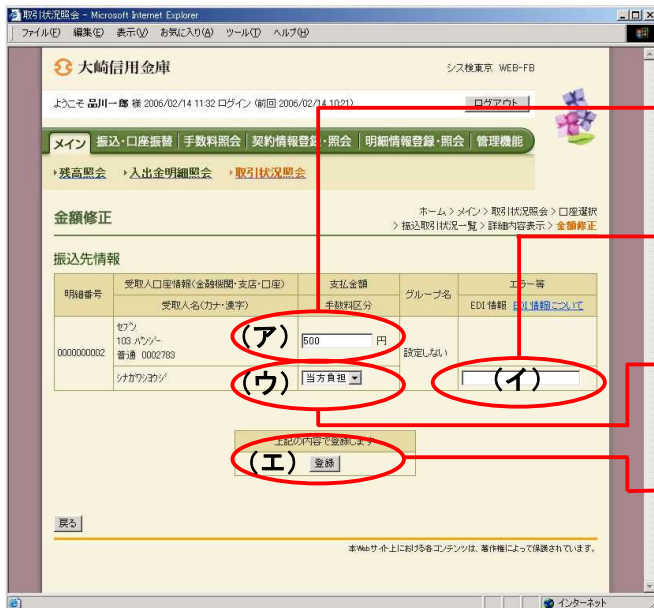 取引状況照会 - Microsoft Internet Explorer
ファイル(F) 編集(E) 表示(V) お気に入り(A) ツール(T) ヘルプ(H)
大崎信用金庫
シス検東京 WEB-FB
ようこそ 品川一郎 様 2006/02/14 11:32 ログイン (前回 2006/02/14 10:21)
ログアウト
メイン 振込・口座振替 手数料照会 契約情報登録・照会 明細情報登録・照会 管理機能
残高照会 入出金明細照会 取引状況照会
金額修正
ホーム > メイン > 取引状況照会 > 口座選択
> 振込取引状況一覧 > 詳細内容表示 > 金額修正
振込先情報
明細番号 受取人口座情報(金融機関・支店・口座) 支払金額 グループ名 エラー等
受取人名(カナ・漢字) 手数料区分 EDI情報 EDI情報について
セブン
103 ハンジー
0000000002 普通 0002783 (ア) 500 円 設定しない
シナガワシヨウジ (ウ) 当方負担 (イ)
上記の内容で登録します
(エ) 登録
戻る
本Webサイト上における各コンテンツは、著作権によって保護されています。
インターネット